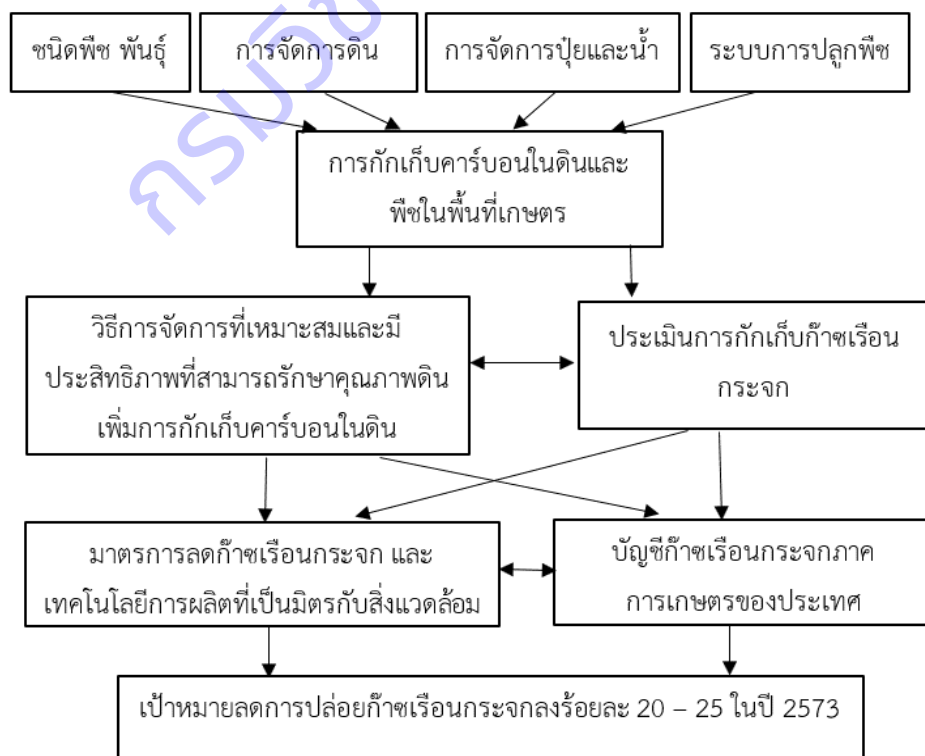 ชนิดพืช พันธุ์
การจัดการดิน
การจัดการปุ๋ยและน้ำ
ระบบการปลูกพืช
กรมวิช
การกักเก็บคาร์บอนในดินและ
พืชในพื้นที่เกษตร
วิธีการจัดการที่เหมาะสมและมี
ประสิทธิภาพที่สามารถรักษาคุณภาพดิน
เพิ่มการกักเก็บคาร์บอนในดิน
ประเมินการกักเก็บก๊าซเรือน
กระจก
มาตรการลดก๊าซเรือนกระจก และ
เทคโนโลยีการผลิตที่เป็นมิตรกับสิ่งแวดล้อม
บัญชีก๊าซเรือนกระจกภาค
การเกษตรของประเทศ
เป้าหมายลดการปล่อยก๊าซเรือนกระจกลงร้อยละ 20 – 25 ในปี 2573